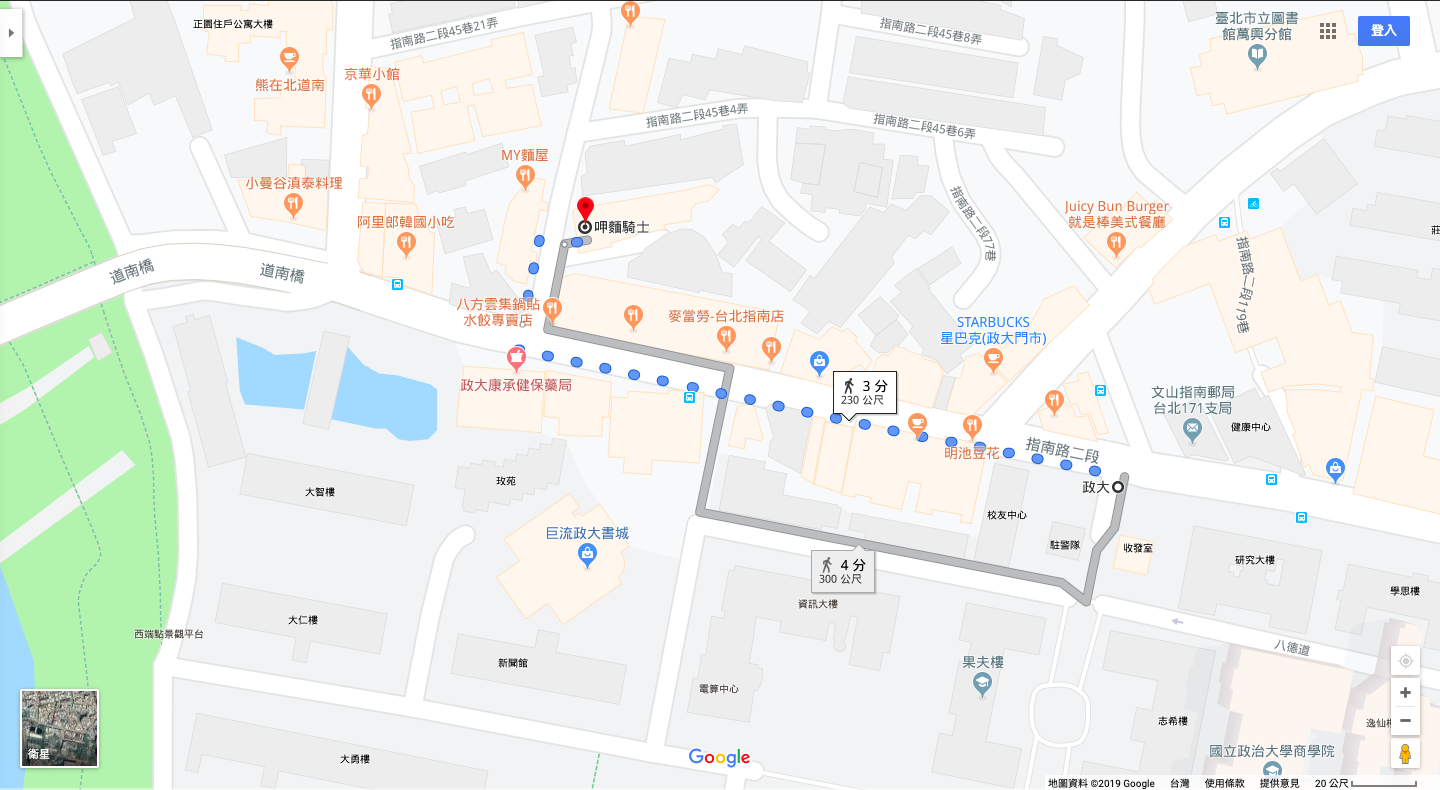 正園住戶公寓大樓
指南路二段45巷21弄
指南路二段45巷8弄
臺北市立圖書
館萬興分館
登入
熊在北道南
京華小館
指南路二段45巷4弄
指南路二段45巷6弄
MY麵屋
小曼谷滇泰料理
阿里郎韓國小吃
呷麵騎士
Juicy Bun Burger
就是棒美式餐廳
指南路二段77巷
指南路二段179巷
道南橋
道南橋
八方雲集鍋貼
水餃專賣店
麥當勞-台北指南店
STARBUCKS
星巴克(政大門市)
政大康承健保藥局
3 分
230 公尺
文山指南郵局
台北171支局
健康中心
明池豆花
指南路二段
政大
玫苑
大智樓
校友中心
巨流政大書城
駐警隊
收發室
研究大樓
4 分
300 公尺
學思樓
資訊大樓
大仁樓
西端點景觀平台
八德道
新聞館
果夫樓
電算中心
志希樓
衛星
大勇樓
Google
國立政治大學商學院
地圖資料 ©2019 Google 台灣 使用條款 提供意見 20 公尺